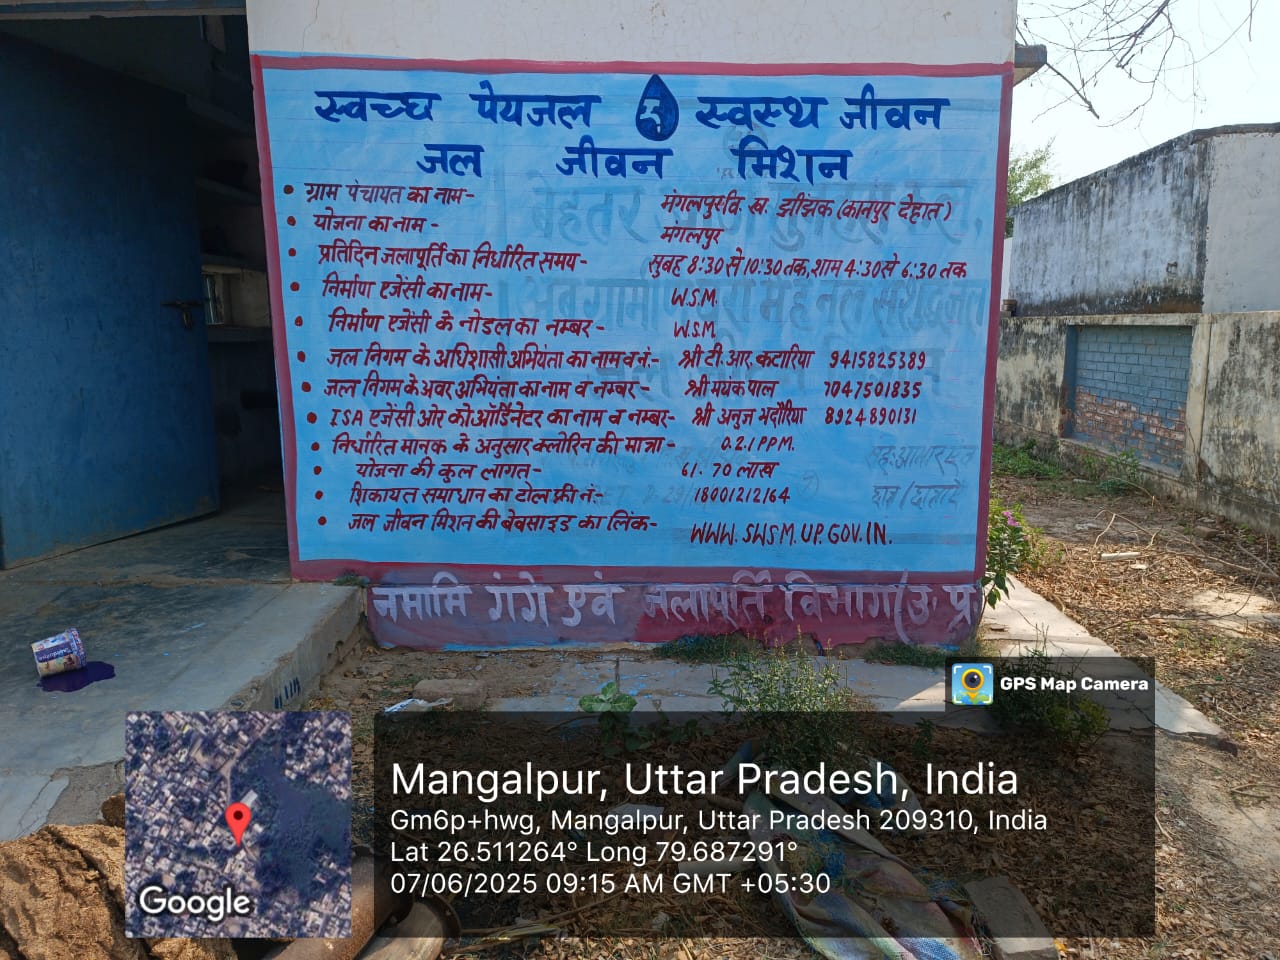 स्वच्छ पेयजल स्वस्थ जीवन
जल जीवन मिशन
• ग्राम पंचायत का नाम- मंगलपुर वि. ख. झींझक (कानपुर देहात)
• योजना का नाम - मंगलपुर
• प्रतिदिन जलापूर्ति का निर्धारित समय- सुबह 8:30 से 10:30 तक, शाम 4:30 से 6:30 तक
• निर्माण एजेंसी का नाम- W.S.M.
• निर्माण एजेंसी के नोडल का नम्बर - W.S.M
• जल निगम के अधिशासी अभियंता का नाम व नं:- श्री टी. आर. कटारिया 9415825389
• जल निगम के अवर अभियंता का नाम व नम्बर- श्री मयंक पाल 7047501835
• ISA एजेंसी ओर कोऑर्डिनेटर का नाम व नम्बर- श्री अनुज भदौरिया 8924890131
• निर्धारित मानक के अनुसार क्लोरिन की मात्रा- 0.2.1 PPM.
• योजना की कुल लागत- 61.70 लाख
• शिकायत समाधान का टोल फ्री नं:- 18001212164
• जल जीवन मिशन की बेबसाइड का लिंक- WWW.SWSM.UP.GOV.IN.
नमामि गंगे एवं जलापूर्ति विभाग (उ. प्र.
GPS Map Camera
Mangalpur, Uttar Pradesh, India
Gm6p+hwg, Mangalpur, Uttar Pradesh 209310, India
Lat 26.511264° Long 79.687291°
07/06/2025 09:15 AM GMT +05:30
Google